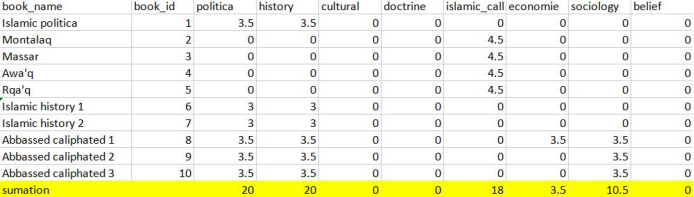 book_name book_id politica history cultural doctrine islamic_call economie sociology belief
Islamic politica 1 3.5 3.5 0 0 0 0 0 0
Montalaq 2 0 0 0 0 4.5 0 0 0
Massar 3 0 0 0 0 4.5 0 0 0
Awa'q 4 0 0 0 0 4.5 0 0 0
Rqa'q 5 0 0 0 0 4.5 0 0 0
Islamic history 1 6 3 3 0 0 0 0 0 0
Islamic history 2 7 3 3 0 0 0 0 0 0
Abbassed caliphated 1 8 3.5 3.5 0 0 0 3.5 3.5 0
Abbassed caliphated 2 9 3.5 3.5 0 0 0 0 3.5 0
Abbassed caliphated 3 10 3.5 3.5 0 0 0 0 3.5 0
sumation 20 20 0 0 18 3.5 10.5 0